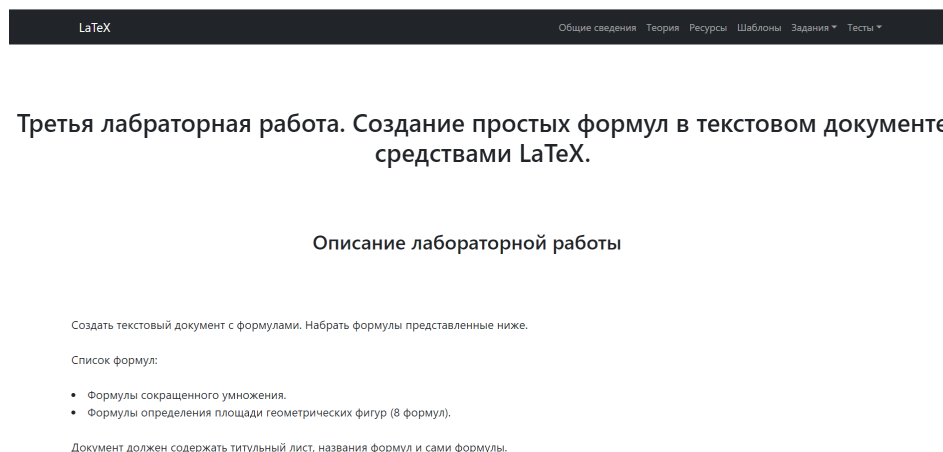 LaTeX
Общие сведения Теория Ресурсы Шаблоны Задания Тесты
Третья лабраторная работа. Создание простых формул в текстовом документе
средствами LaTeX.
Описание лабораторной работы
Создать текстовый документ с формулами. Набрать формулы представленные ниже.
Список формул:
• Формулы сокращенного умножения.
• Формулы определения площади геометрических фигур (8 формул).
Документ должен содержать титульный лист, названия формул и сами формулы.